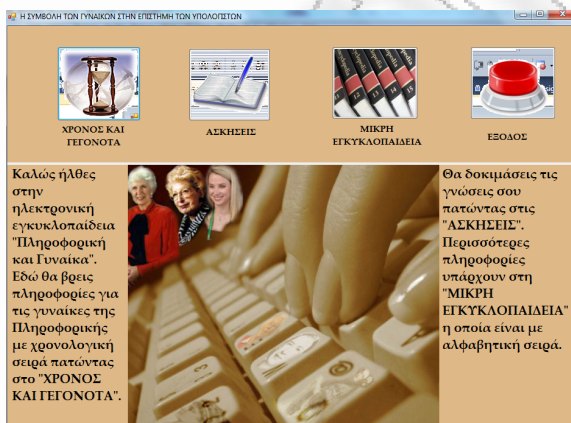 Η ΣΥΜΒΟΛΗ ΤΩΝ ΓΥΝΑΙΚΩΝ ΣΤΗΝ ΕΠΙΣΤΗΜΗ ΤΩΝ ΥΠΟΛΟΓΙΣΤΩΝ
ΧΡΟΝΟΣ ΚΑΙ
ΓΕΓΟΝΟΤΑ
ΑΣΚΗΣΕΙΣ
ΜΙΚΡΗ
ΕΓΚΥΚΛΟΠΑΙΔΕΙΑ
ΕΞΟΔΟΣ
Καλώς ήλθες
στην
ηλεκτρονική
εγκυκλοπαίδεια
"Πληροφορική
και Γυναίκα".
Εδώ θα βρεις
πληροφορίες για
τις γυναίκες της
Πληροφορικής
με χρονολογική
σειρά πατώντας
στο "ΧΡΟΝΟΣ
ΚΑΙ ΓΕΓΟΝΟΤΑ".
Θα δοκιμάσεις τις
γνώσεις σου
πατώντας στις
"ΑΣΚΗΣΕΙΣ".
Περισσότερες
πληροφορίες
υπάρχουν στη
"ΜΙΚΡΗ
ΕΓΚΥΚΛΟΠΑΙΔΕΙΑ"
η οποία είναι με
αλφαβητική σειρά.